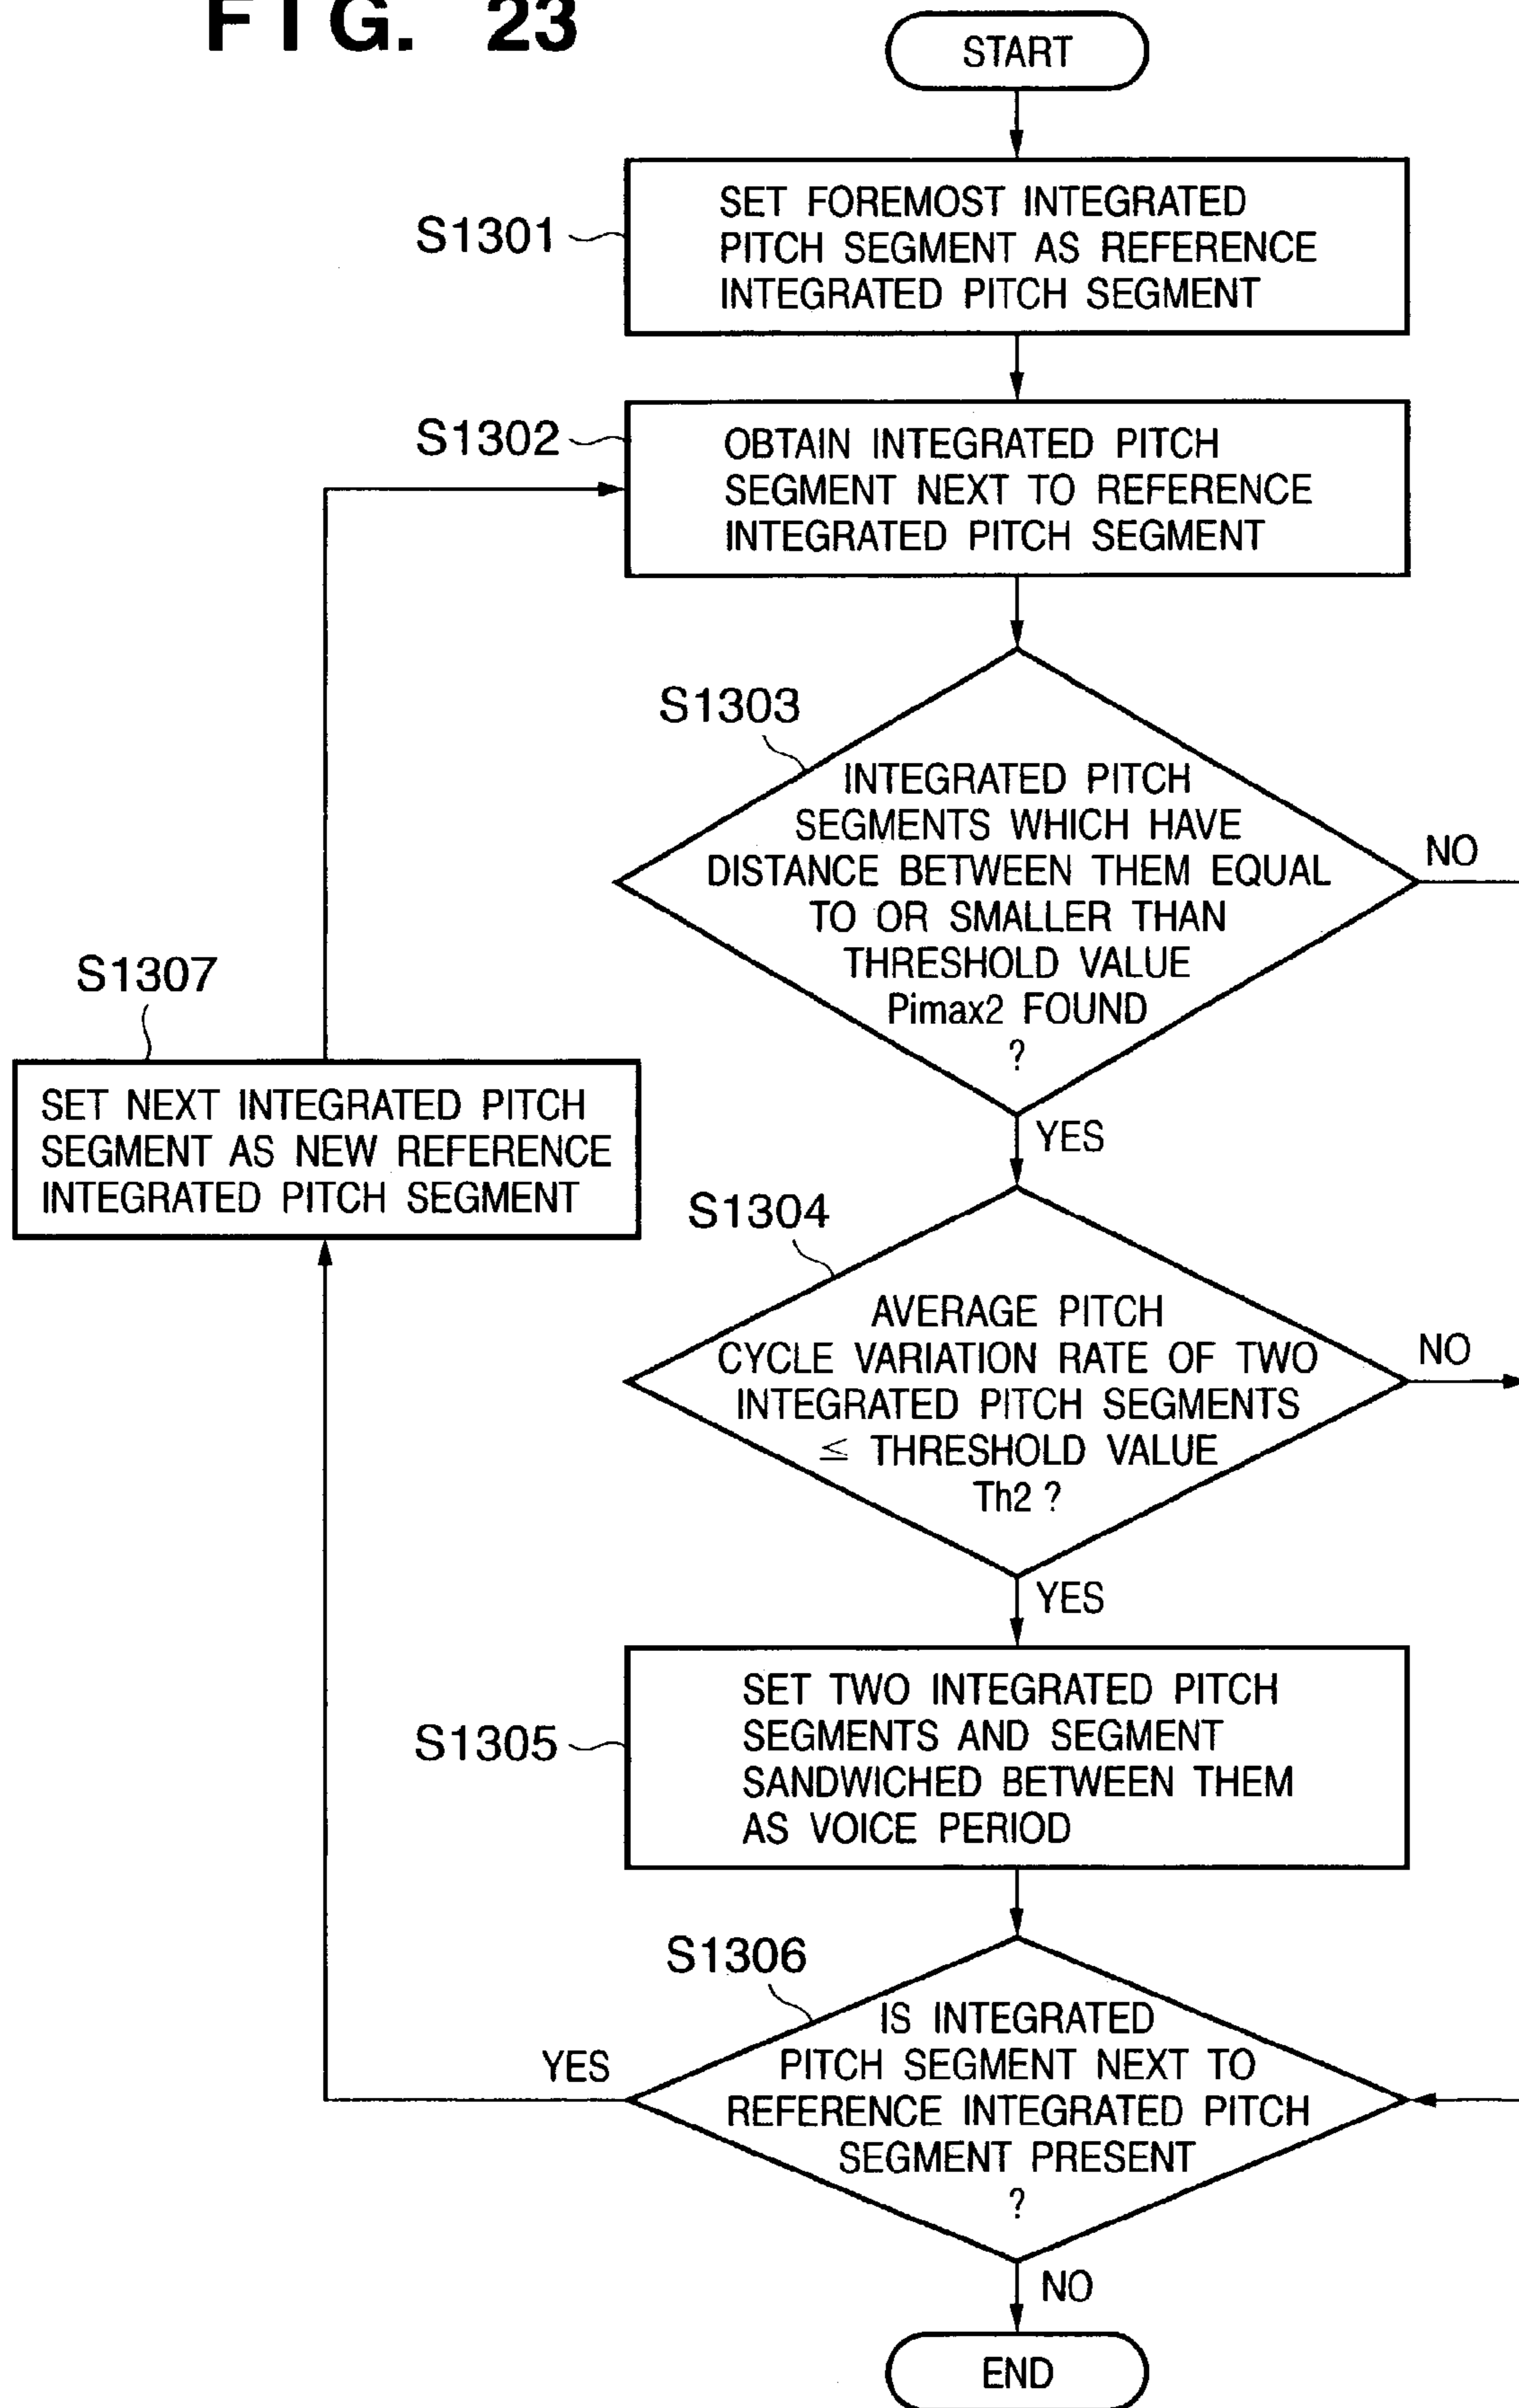 FIG. 23
START
S1301
SET FOREMOST INTEGRATED
PITCH SEGMENT AS REFERENCE
INTEGRATED PITCH SEGMENT
S1302
OBTAIN INTEGRATED PITCH
SEGMENT NEXT TO REFERENCE
INTEGRATED PITCH SEGMENT
S1303
INTEGRATED PITCH
SEGMENTS WHICH HAVE
DISTANCE BETWEEN THEM EQUAL
TO OR SMALLER THAN
THRESHOLD VALUE
Pimax2 FOUND
?
NO
YES
S1307
SET NEXT INTEGRATED PITCH
SEGMENT AS NEW REFERENCE
INTEGRATED PITCH SEGMENT
S1304
AVERAGE PITCH
CYCLE VARIATION RATE OF TWO
INTEGRATED PITCH SEGMENTS
≤ THRESHOLD VALUE
Th2 ?
NO
YES
S1305
SET TWO INTEGRATED PITCH
SEGMENTS AND SEGMENT
SANDWICHED BETWEEN THEM
AS VOICE PERIOD
S1306
IS INTEGRATED
PITCH SEGMENT NEXT TO
REFERENCE INTEGRATED PITCH
SEGMENT PRESENT
?
YES
NO
END